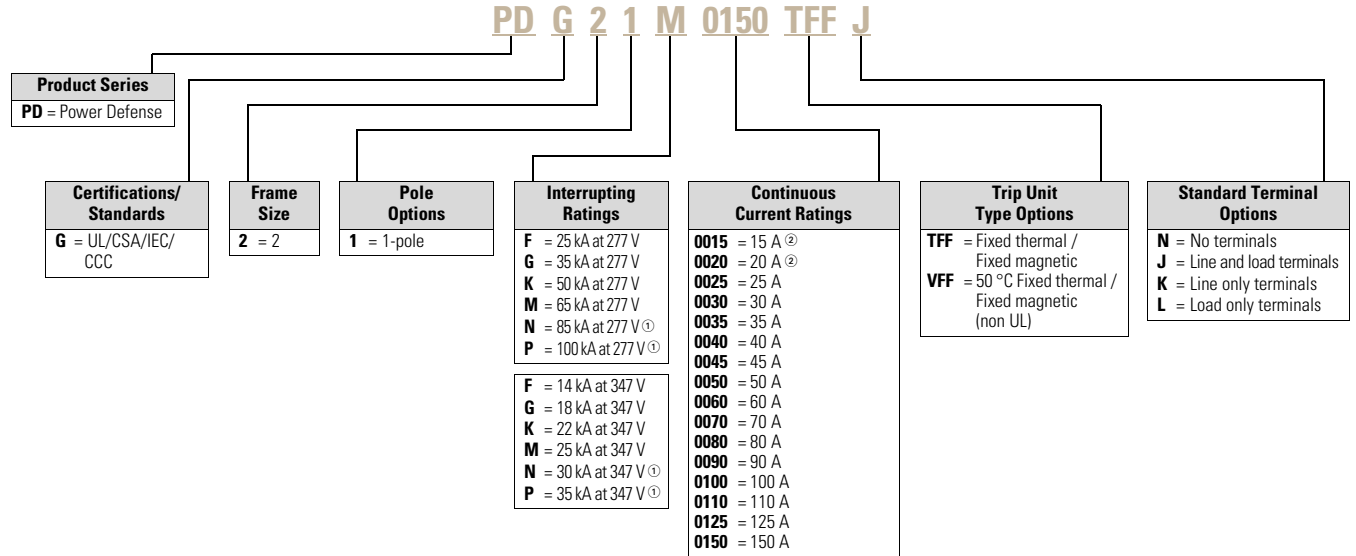 PD G 2 1 M 0150 TFF J
Product Series
PD = Power Defense
Certifications/
Standards
G = UL/CSA/IEC/
CCC
Frame
Size
2 = 2
Pole
Options
1 = 1-pole
Interrupting
Ratings
F = 25 kA at 277 V
G = 35 kA at 277 V
K = 50 kA at 277 V
M = 65 kA at 277 V
N = 85 kA at 277 V ①
P = 100 kA at 277 V ①
F = 14 kA at 347 V
G = 18 kA at 347 V
K = 22 kA at 347 V
M = 25 kA at 347 V
N = 30 kA at 347 V ①
P = 35 kA at 347 V ①
Continuous
Current Ratings
0015 = 15 A ②
0020 = 20 A ②
0025 = 25 A
0030 = 30 A
0035 = 35 A
0040 = 40 A
0045 = 45 A
0050 = 50 A
0060 = 60 A
0070 = 70 A
0080 = 80 A
0090 = 90 A
0100 = 100 A
0110 = 110 A
0125 = 125 A
0150 = 150 A
Trip Unit
Type Options
TFF = Fixed thermal /
Fixed magnetic
VFF = 50 °C Fixed thermal /
Fixed magnetic
(non UL)
Standard Terminal
Options
N = No terminals
J = Line and load terminals
K = Line only terminals
L = Load only terminals